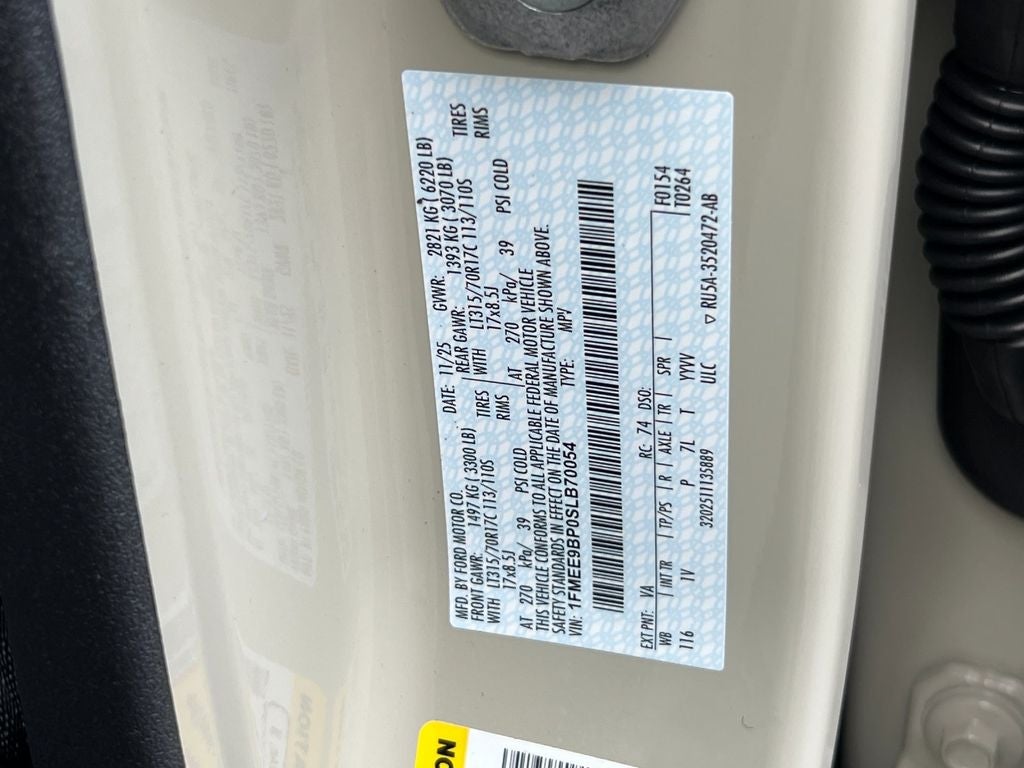 MFD. BY FORD MOTOR CO. DATE: 11/25 GVWR: 2821 KG ( 6220 LB)
FRONT GAWR: 1497 KG ( 3300 LB) REAR GAWR: 1393 KG ( 3070 LB)
WITH LT315/70R17C 113/110S TIRES WITH LT315/70R17C 113/110S TIRES
17x8.5J RIMS 17x8.5J RIMS
AT 270 kPa/ 39 PSI COLD AT 270 kPa/ 39 PSI COLD
THIS VEHICLE CONFORMS TO ALL APPLICABLE FEDERAL MOTOR VEHICLE
SAFETY STANDARDS IN EFFECT ON THE DATE OF MANUFACTURE SHOWN ABOVE.
VIN: 1FMEE9BP0SLB70054 TYPE: MPV
EXT PNT: VA RC: 74 DSO: F0154
WB | INT TR | TP/PS | R | AXLE | TR | SPR | T0264
116 IV P 7L T YYV
3202511135889 ULC ▽ RU5A-3520472-AB